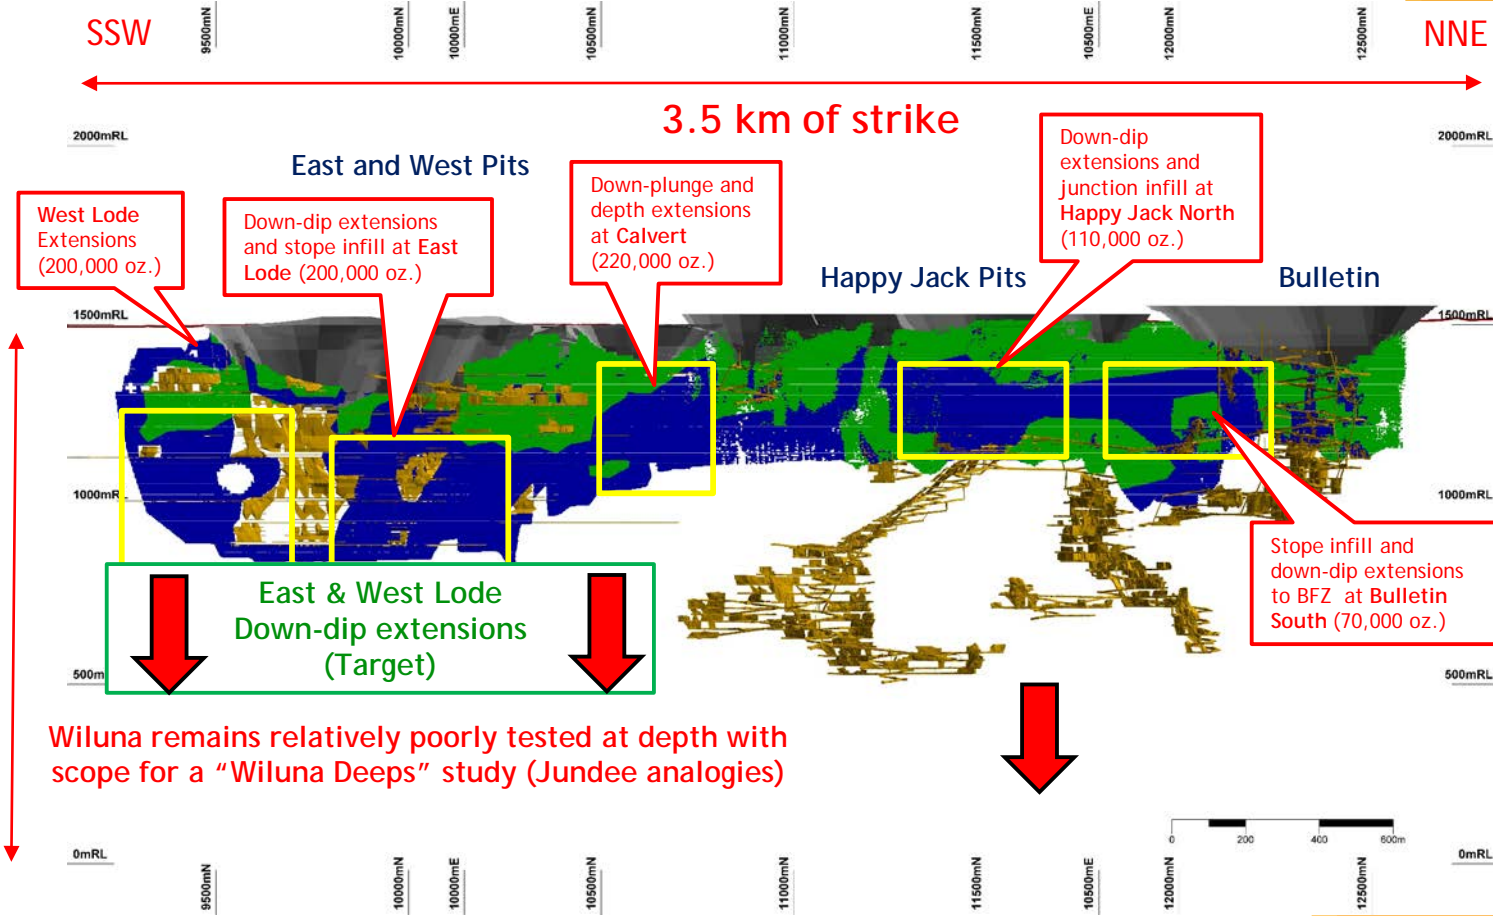 SSW
9500mN
10000mN
10000mE
10500mN
11000mN
11500mN
10500mE
12000mN
12500mN
NNE
3.5 km of strike
2000mRL
2000mRL
East and West Pits
West Lode
Extensions
(200,000 oz.)
Down-dip extensions
and stope infill at East
Lode (200,000 oz.)
Down-plunge and
depth extensions
at Calvert
(220,000 oz.)
Down-dip
extensions and
junction infill at
Happy Jack North
(110,000 oz.)
Happy Jack Pits
Bulletin
1500mRL
1500mRL
1000mRL
1000mRL
Stope infill and
down-dip extensions
to BFZ at Bulletin
South (70,000 oz.)
East & West Lode
Down-dip extensions
(Target)
500m
500mRL
Wiluna remains relatively poorly tested at depth with
scope for a “Wiluna Deeps” study (Jundee analogies)
0 200 400 600m
0mRL
0mRL
9500mN
10000mN
10000mE
10500mN
11000mN
11500mN
10500mE
12000mN
12500mN